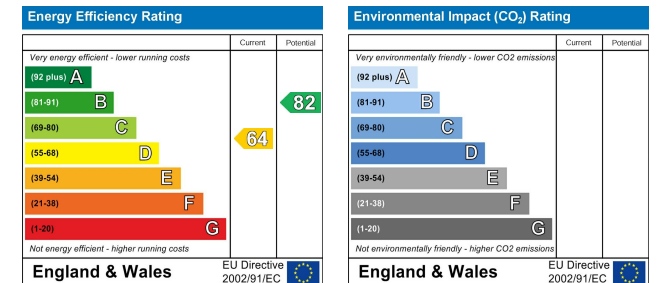 Energy Efficiency Rating
Current Potential
Very energy efficient - lower running costs
(92 plus) A
(81-91) B
82
(69-80) C
64
(55-68) D
(39-54) E
(21-38) F
(1-20) G
Not energy efficient - higher running costs
England & Wales
EU Directive
2002/91/EC
Environmental Impact (CO₂) Rating
Current Potential
Very environmentally friendly - lower CO2 emissions
(92 plus) A
(81-91) B
(69-80) C
(55-68) D
(39-54) E
(21-38) F
(1-20) G
Not environmentally friendly - higher CO2 emissions
England & Wales
EU Directive
2002/91/EC